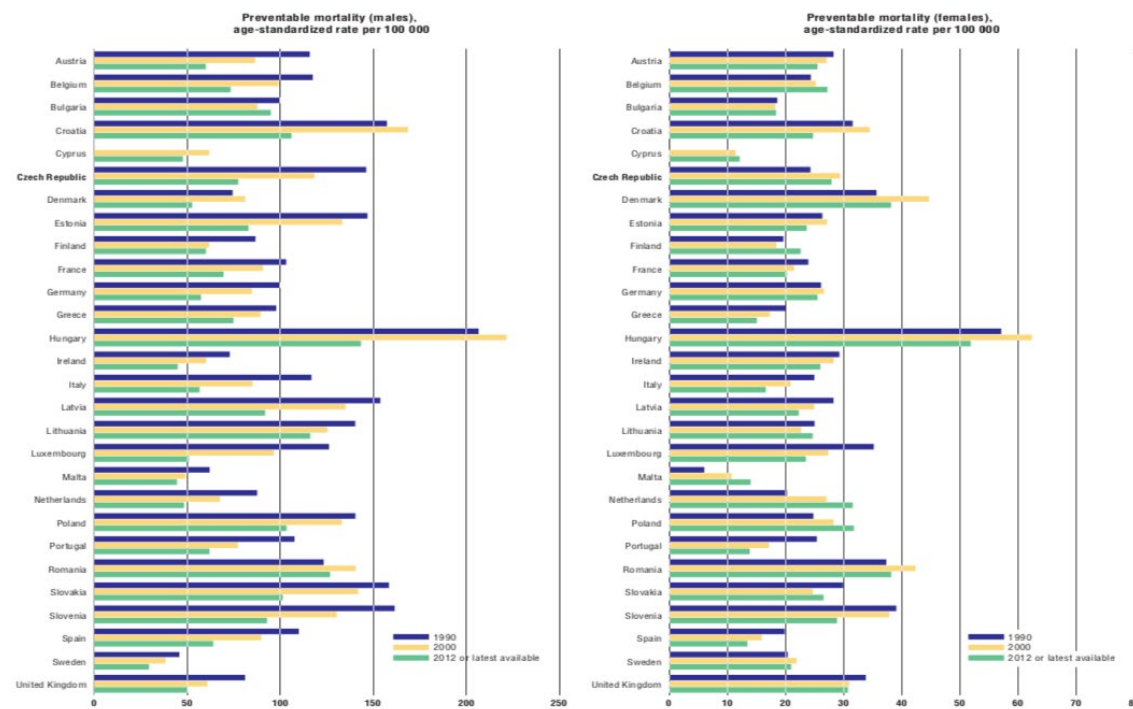 Preventable mortality (males),
age-standardized rate per 100 000
Austria
Belgium
Bulgaria
Croatia
Cyprus
Czech Republic
Denmark
Estonia
Finland
France
Germany
Greece
Hungary
Ireland
Italy
Latvia
Lithuania
Luxembourg
Malta
Netherlands
Poland
Portugal
Romania
Slovakia
Slovenia
Spain
Sweden
United Kingdom
1990
2000
2012 or latest available
0 50 100 150 200 250
Preventable mortality (females),
age-standardized rate per 100 000
Austria
Belgium
Bulgaria
Croatia
Cyprus
Czech Republic
Denmark
Estonia
Finland
France
Germany
Greece
Hungary
Ireland
Italy
Latvia
Lithuania
Luxembourg
Malta
Netherlands
Poland
Portugal
Romania
Slovakia
Slovenia
Spain
Sweden
United Kingdom
1990
2000
2012 or latest available
0 10 20 30 40 50 60 70